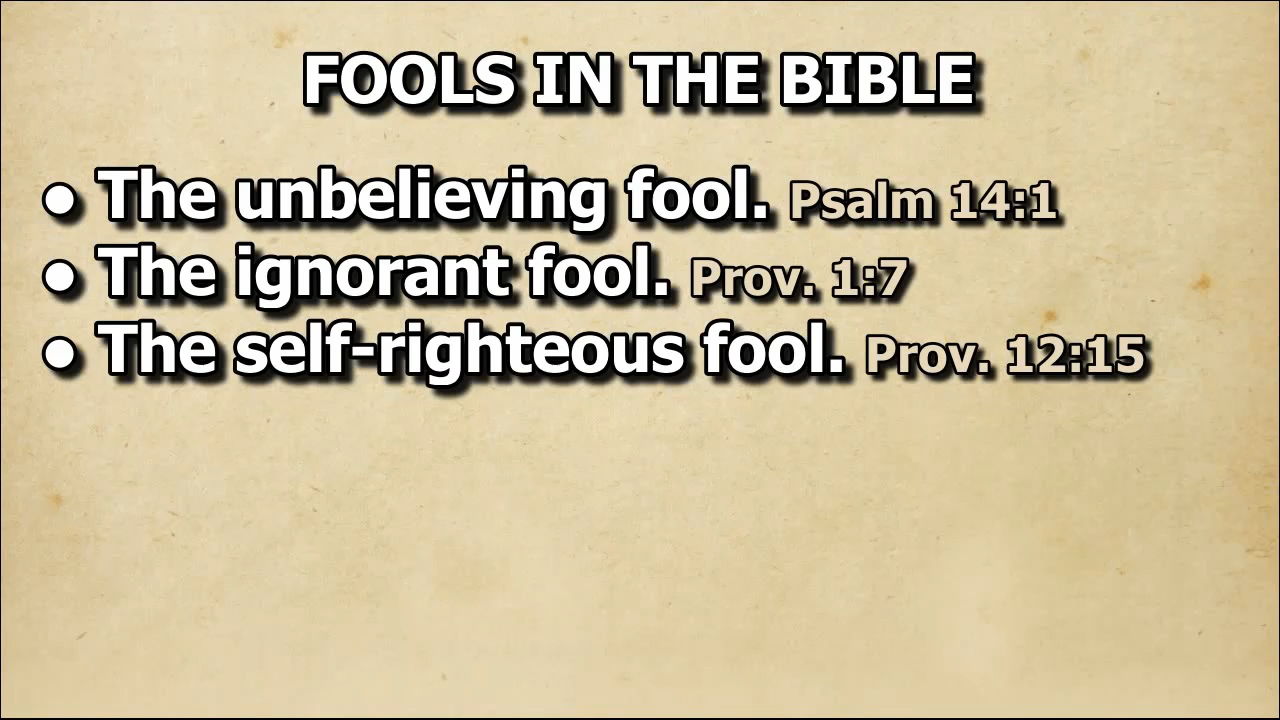 FOOLS IN THE BIBLE
● The unbelieving fool. Psalm 14:1
● The ignorant fool. Prov. 1:7
● The self-righteous fool. Prov. 12:15